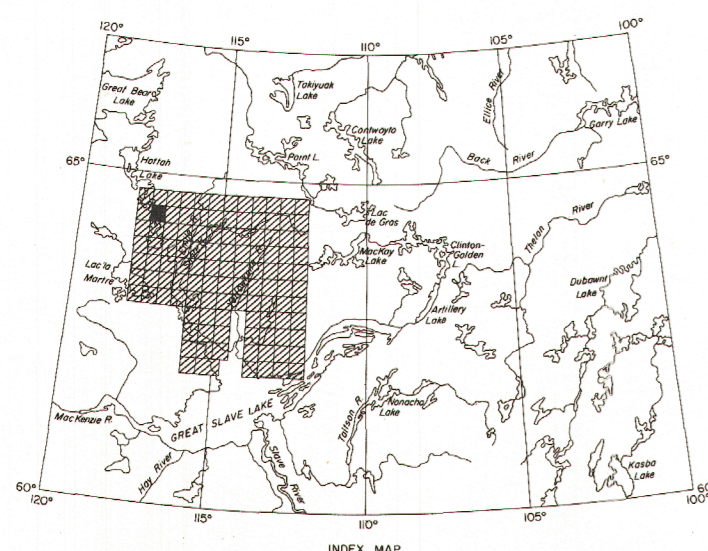 120°
115°
110°
105°
100°
Great Bear
Lake
Takiyuak
Lake
Ellice River
Contwoyto
Lake
Garry Lake
Point L.
Back River
Hottah
Lake
65°
65°
Lac
de Gras
Thelon River
MacKay
Lake
Clinton-
Golden
Lac la
Martre
Dubawnt
Lake
Artillery
Lake
MacKenzie R.
GREAT SLAVE LAKE
Taltson R.
Nonacho
Lake
Hay River
Slave River
Kasba
Lake
60°
120°
115°
110°
105°
100°
60
INDEX MAP